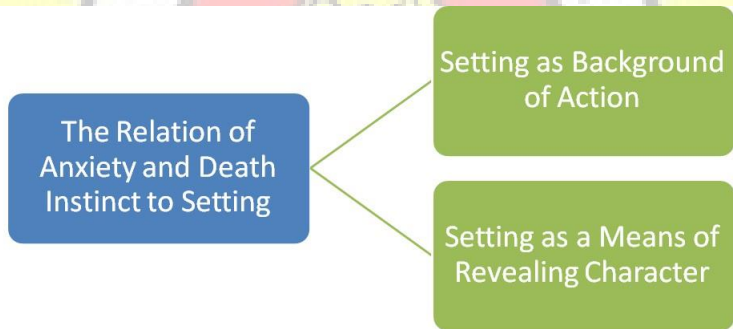 The Relation of
Anxiety and Death
Instinct to Setting
Setting as Background
of Action
Setting as a Means of
Revealing Character